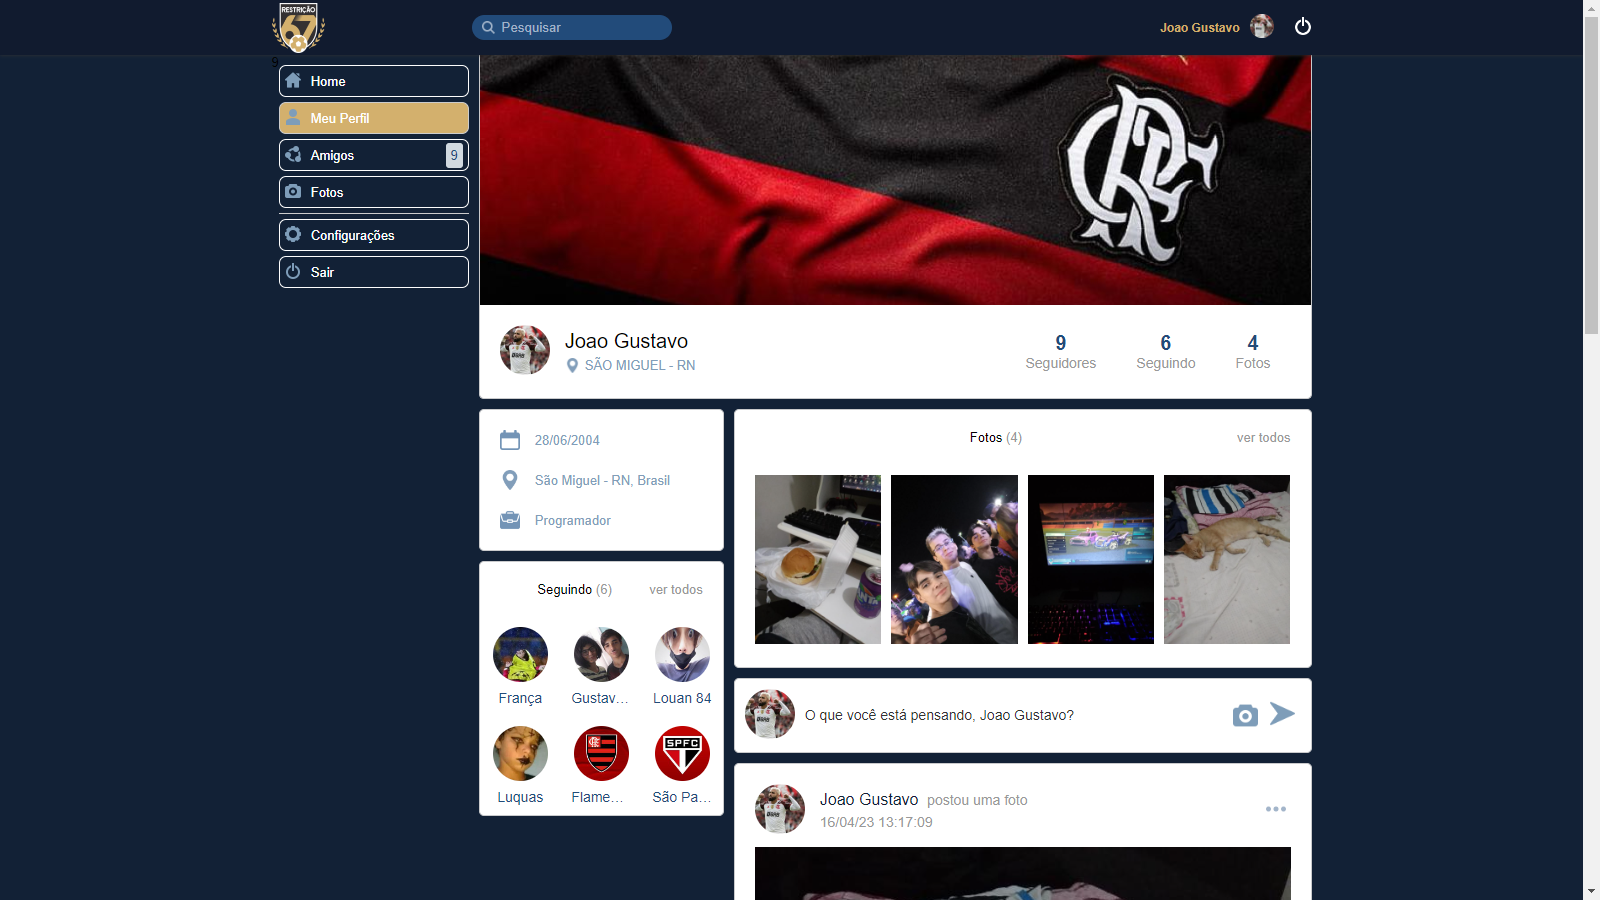 RESTRIÇÃO
67
Pesquisar
Joao Gustavo
9
Home
Meu Perfil
Amigos
9
Fotos
Configurações
Sair
Joao Gustavo
SÃO MIGUEL - RN
9
Seguidores
6
Seguindo
4
Fotos
28/06/2004
São Miguel - RN, Brasil
Programador
Seguindo (6)
ver todos
França
Gustav...
Louan 84
Luquas
Flame...
SPFC
São Pa...
Fotos (4)
ver todos
O que você está pensando, Joao Gustavo?
Joao Gustavo postou uma foto
16/04/23 13:17:09